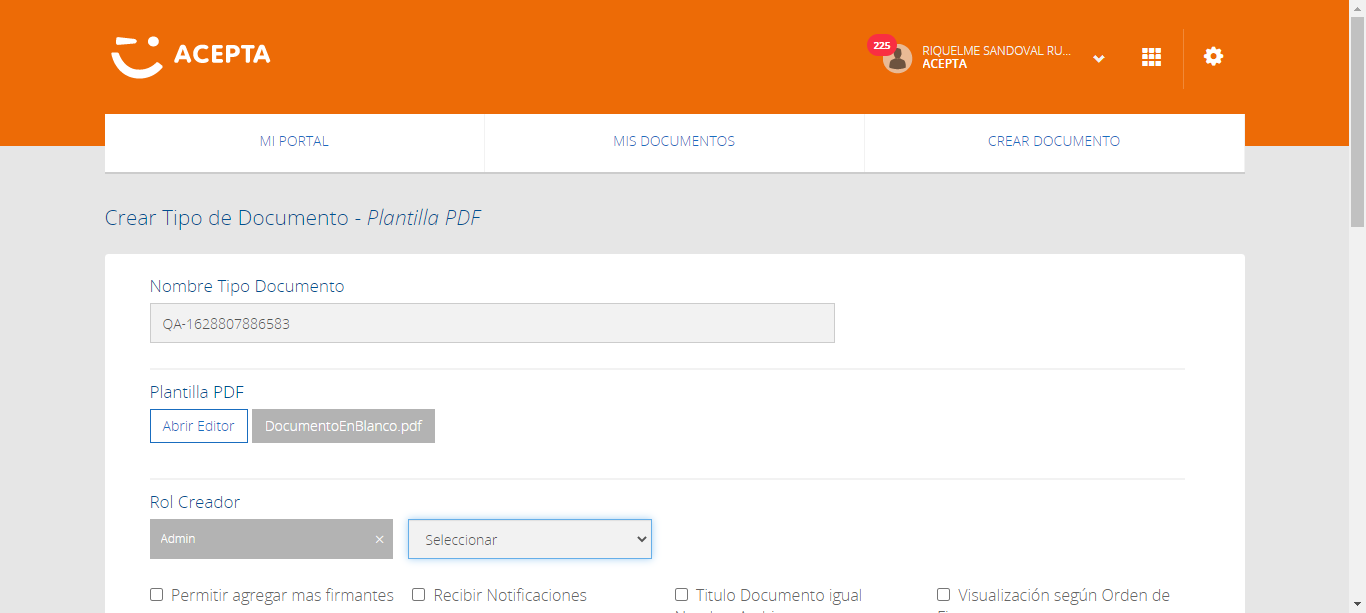 ACEPTA
225
RIQUELME SANDOVAL RU...
ACEPTA
MI PORTAL
MIS DOCUMENTOS
CREAR DOCUMENTO
Crear Tipo de Documento - Plantilla PDF
Nombre Tipo Documento
QA-1628807886583
Plantilla PDF
Abrir Editor
DocumentoEnBlanco.pdf
Rol Creador
Admin ×
Seleccionar
Permitir agregar mas firmantes
Recibir Notificaciones
Titulo Documento igual
Visualización según Orden de